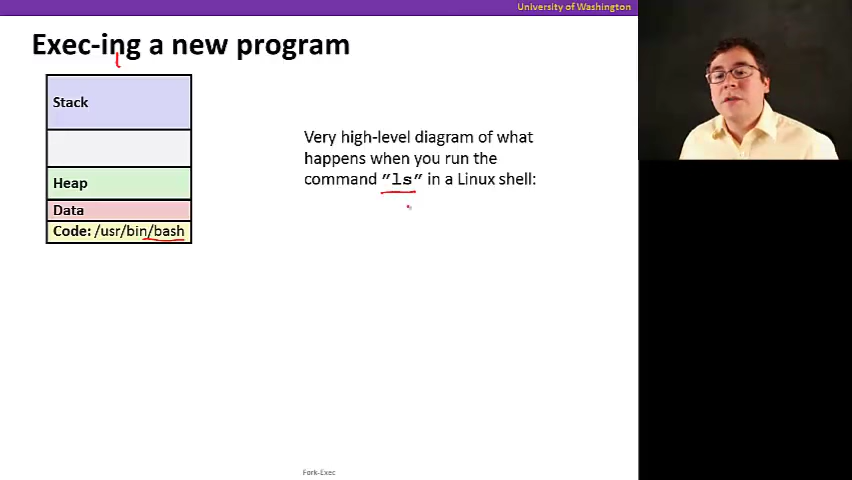 University of Washington
Exec-ing a new program
Stack
Heap
Data
Code: /usr/bin/bash
Very high-level diagram of what
happens when you run the
command "ls" in a Linux shell:
Fork-Exec